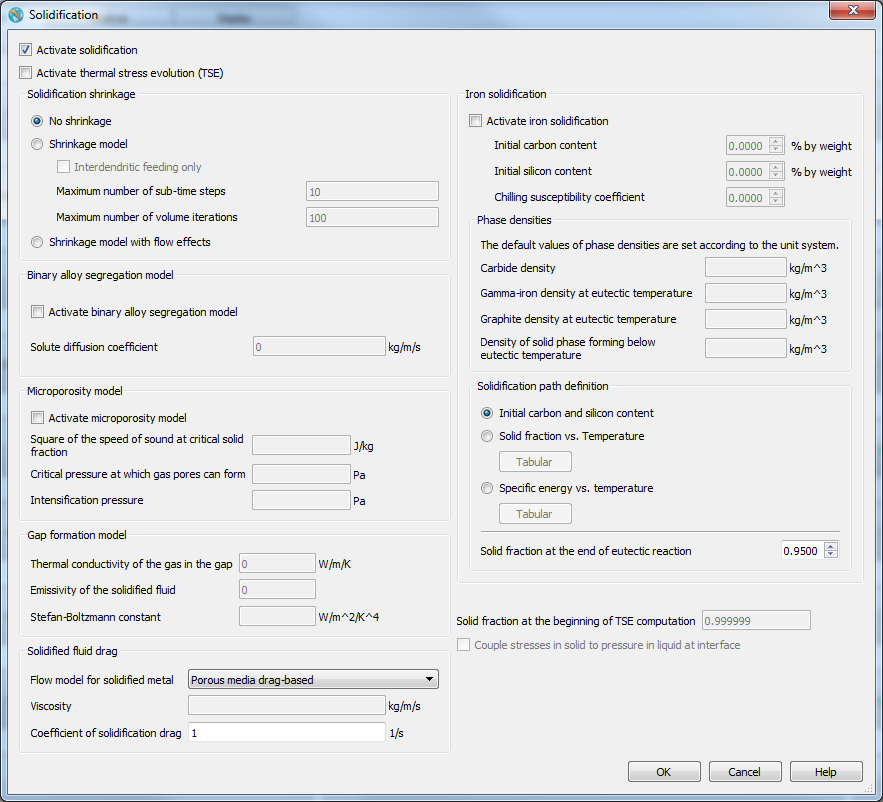 Solidification
Activate solidification
Activate thermal stress evolution (TSE)
Solidification shrinkage
No shrinkage
Shrinkage model
Interdendritic feeding only
Maximum number of sub-time steps 10
Maximum number of volume iterations 100
Shrinkage model with flow effects
Binary alloy segregation model
Activate binary alloy segregation model
Solute diffusion coefficient 0 kg/m/s
Microporosity model
Activate microporosity model
Square of the speed of sound at critical solid
fraction J/kg
Critical pressure at which gas pores can form Pa
Intensification pressure Pa
Gap formation model
Thermal conductivity of the gas in the gap 0 W/m/K
Emissivity of the solidified fluid 0
Stefan-Boltzmann constant W/m^2/K^4
Solidified fluid drag
Flow model for solidified metal Porous media drag-based
Viscosity kg/m/s
Coefficient of solidification drag 1 1/s
Iron solidification
Activate iron solidification
Initial carbon content 0.0000 % by weight
Initial silicon content 0.0000 % by weight
Chilling susceptibility coefficient 0.0000
Phase densities
The default values of phase densities are set according to the unit system.
Carbide density kg/m^3
Gamma-iron density at eutectic temperature kg/m^3
Graphite density at eutectic temperature kg/m^3
Density of solid phase forming below
eutectic temperature kg/m^3
Solidification path definition
Initial carbon and silicon content
Solid fraction vs. Temperature
Tabular
Specific energy vs. temperature
Tabular
Solid fraction at the end of eutectic reaction 0.9500
Solid fraction at the beginning of TSE computation 0.999999
Couple stresses in solid to pressure in liquid at interface
OK Cancel Help